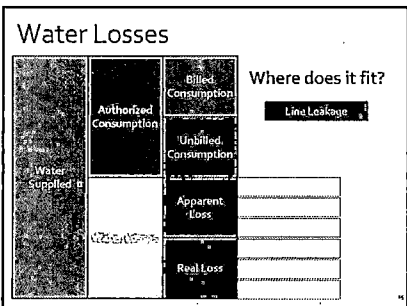 Water Losses
Where does it fit?
Line Leakage
Water
Supplied
Authorized
Consumption
Billed
Consumption
Unbilled
Consumption
Apparent
Loss
Real Loss